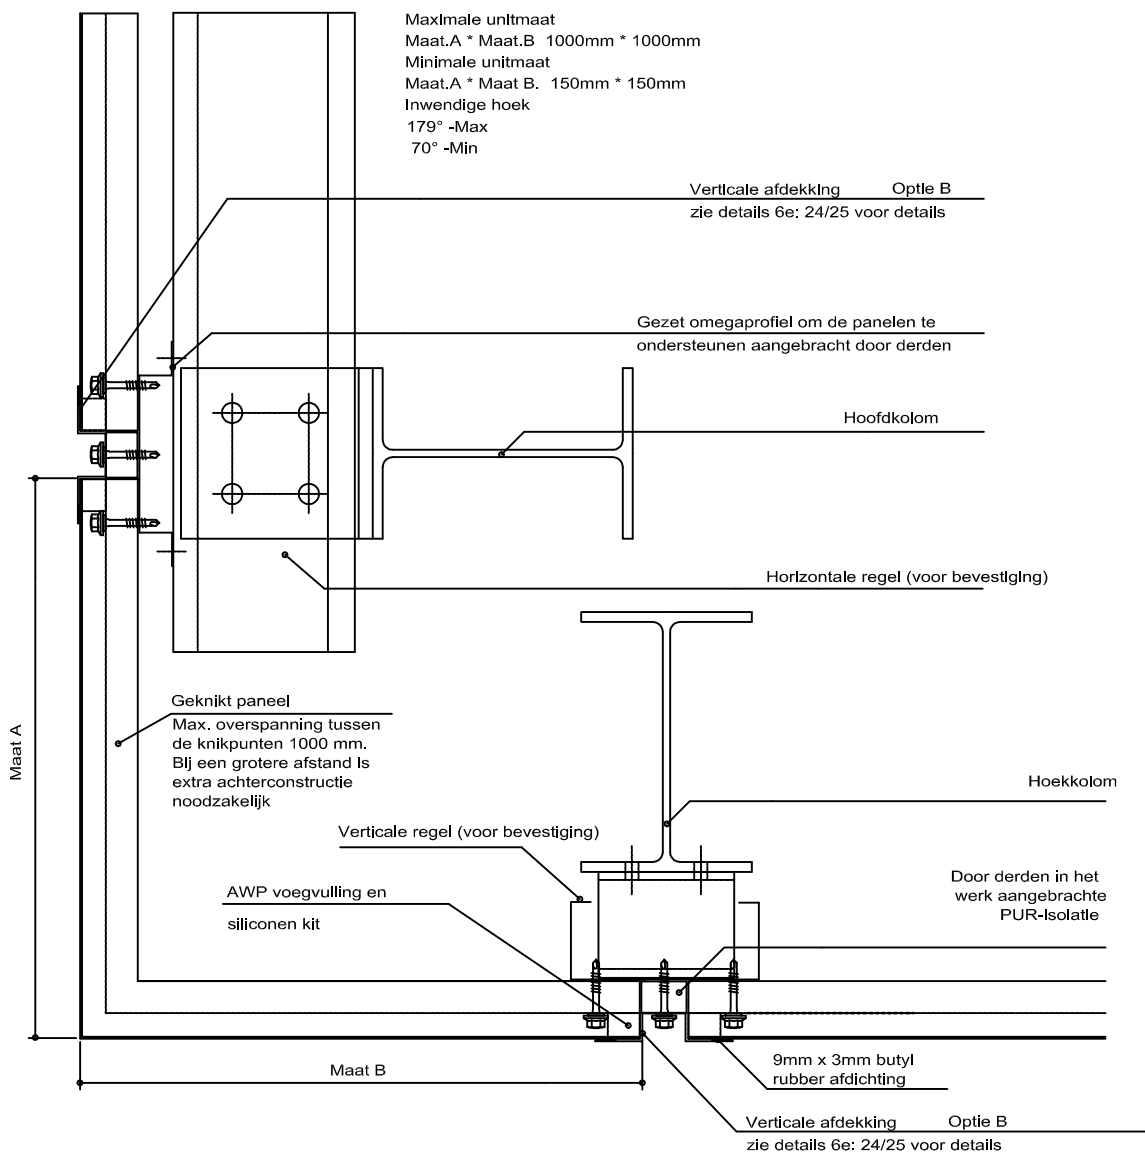 Maximale unitmaat
Maat.A * Maat.B 1000mm * 1000mm
Minimale unitmaat
Maat.A * Maat B. 150mm * 150mm
Inwendige hoek
179° -Max
70° -Min
Verticale afdekking Optie B
zie details 6e: 24/25 voor details
Gezet omegaprofiel om de panelen te
ondersteunen aangebracht door derden
Hoofdkolom
Horizontale regel (voor bevestiging)
Geknikt paneel
Max. overspanning tussen
de knikpunten 1000 mm.
Bij een grotere afstand is
extra achterconstructie
noodzakelijk
Maat A
Hoekkolom
Verticale regel (voor bevestiging)
AWP voegvulling en
siliconen kit
Door derden in het
werk aangebrachte
PUR-isolatie
Maat B
9mm x 3mm butyl
rubber afdichting
Verticale afdekking Optie B
zie details 6e: 24/25 voor details